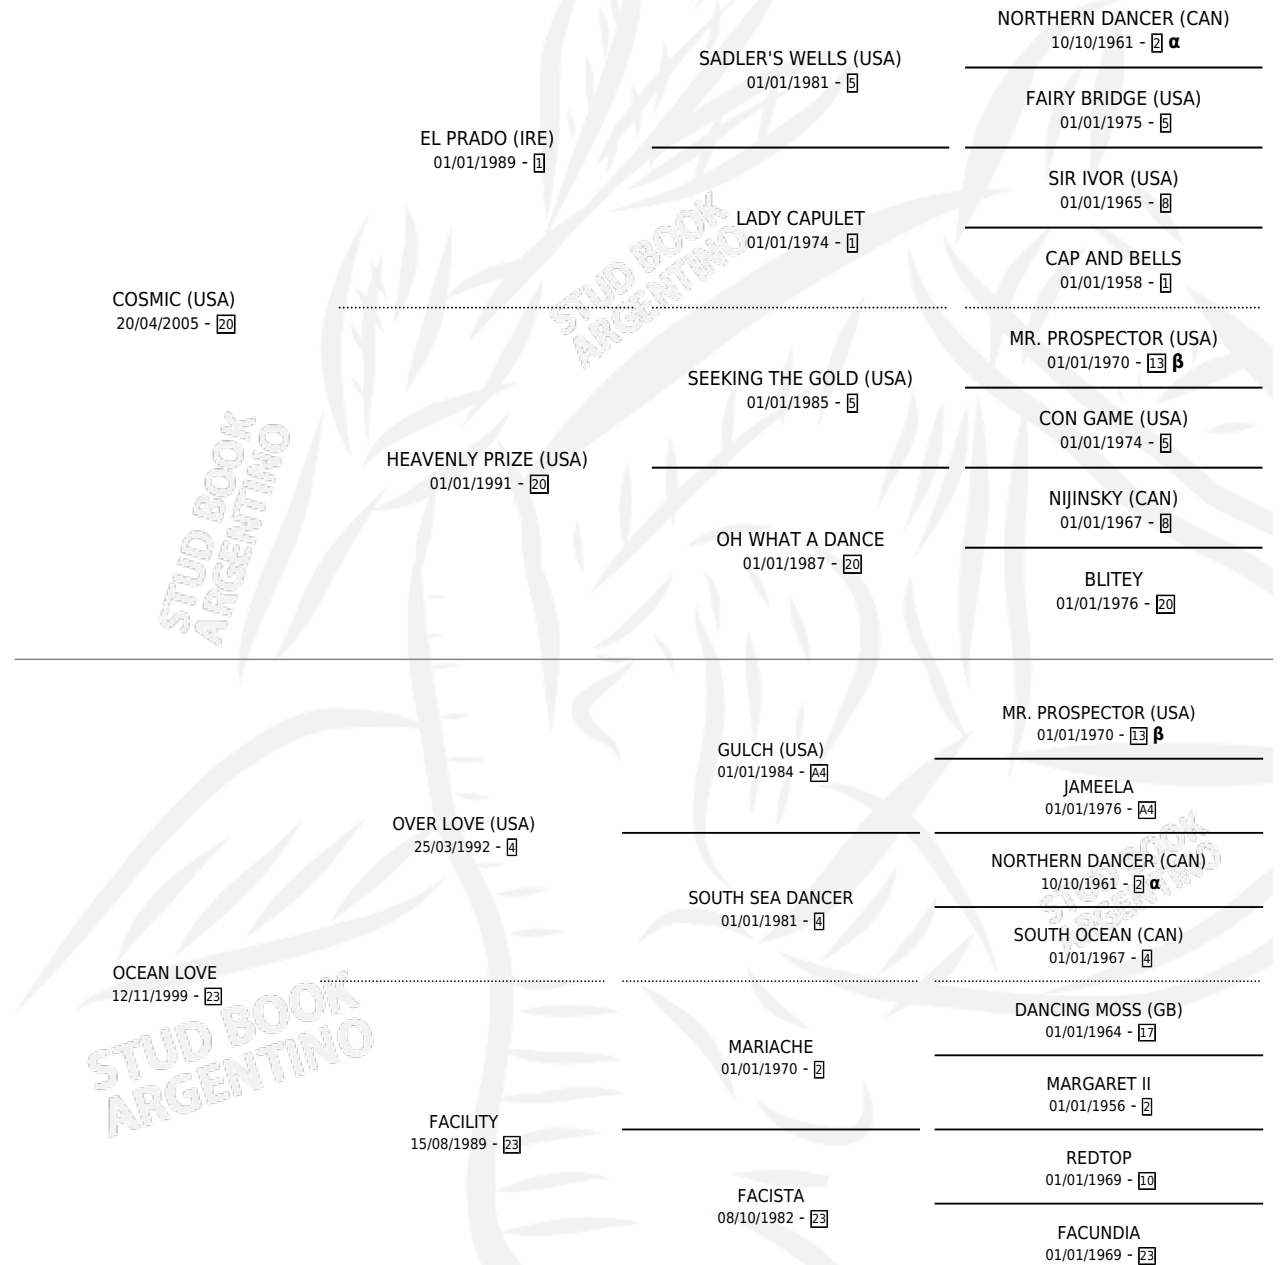 NORTHERN DANCER (CAN)
10/10/1961 - 2 α
SADLER'S WELLS (USA)
01/01/1981 - 5
FAIRY BRIDGE (USA)
01/01/1975 - 5
EL PRADO (IRE)
01/01/1989 - 1
SIR IVOR (USA)
01/01/1965 - 8
LADY CAPULET
01/01/1974 - 1
CAP AND BELLS
01/01/1958 - 1
COSMIC (USA)
20/04/2005 - 20
STUD BOOK
ARGENTINO
MR. PROSPECTOR (USA)
01/01/1970 - 13 β
SEEKING THE GOLD (USA)
01/01/1985 - 5
CON GAME (USA)
01/01/1974 - 5
HEAVENLY PRIZE (USA)
01/01/1991 - 20
NIJINSKY (CAN)
01/01/1967 - 8
OH WHAT A DANCE
01/01/1987 - 20
BLITEY
01/01/1976 - 20
STUD BOOK
ARGENTINO
MR. PROSPECTOR (USA)
01/01/1970 - 13 β
GULCH (USA)
01/01/1984 - A4
JAMEELA
01/01/1976 - A4
OVER LOVE (USA)
25/03/1992 - 4
NORTHERN DANCER (CAN)
10/10/1961 - 2 α
SOUTH SEA DANCER
01/01/1981 - 4
SOUTH OCEAN (CAN)
01/01/1967 - 4
STUD BOOK
ARGENTINO
OCEAN LOVE
12/11/1999 - 23
DANCING MOSS (GB)
01/01/1964 - 17
MARIACHE
01/01/1970 - 2
MARGARET II
01/01/1956 - 2
STUD BOOK
ARGENTINO
FACILITY
15/08/1989 - 23
REDTOP
01/01/1969 - 10
FACISTA
08/10/1982 - 23
FACUNDIA
01/01/1969 - 23